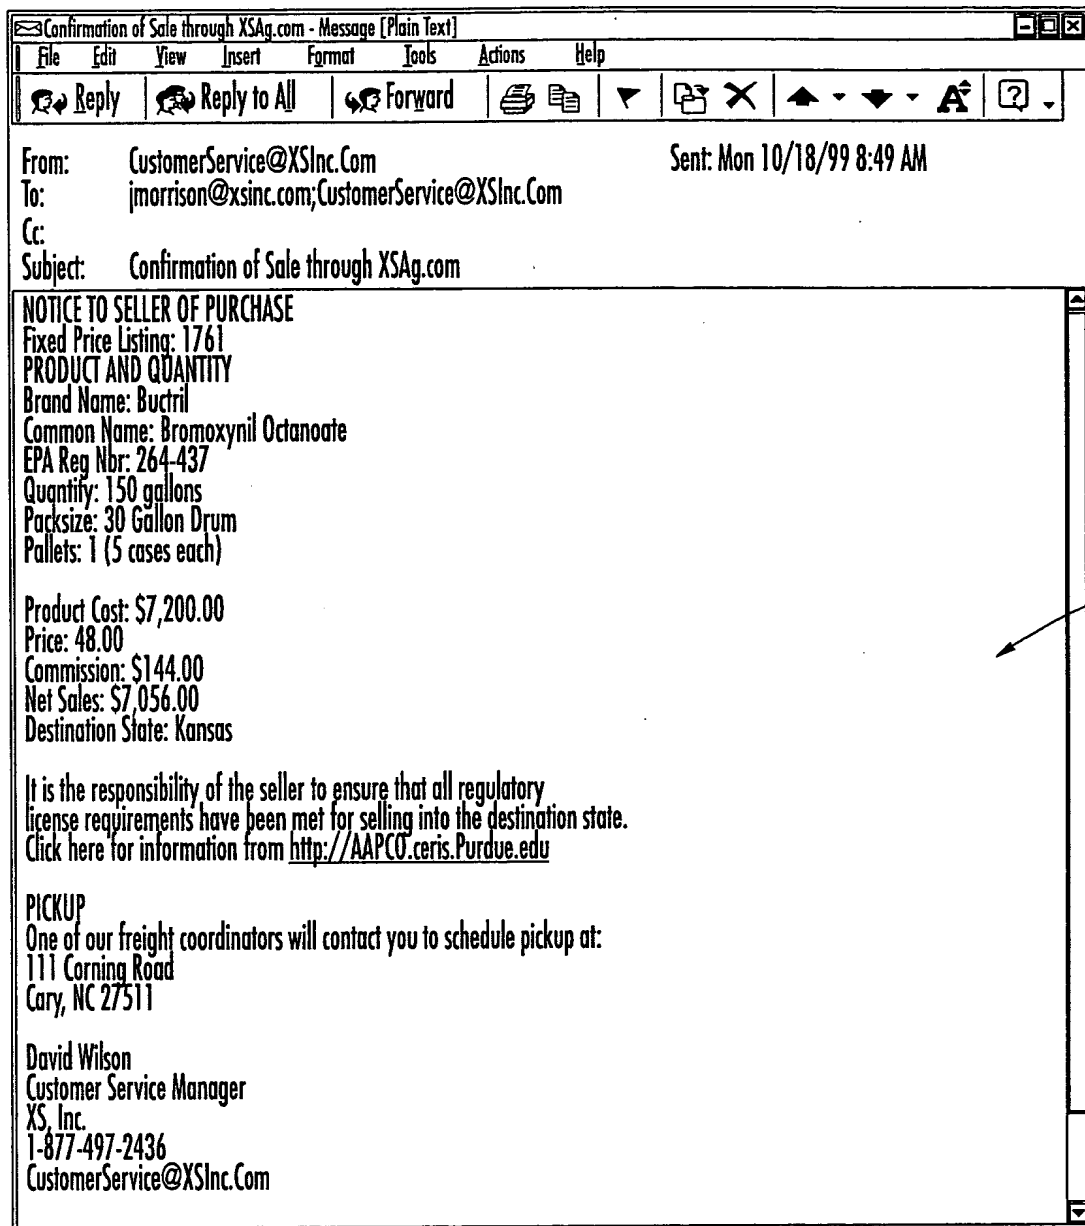 Confirmation of Sale through XSAg.com - Message [Plain Text]
File Edit View Insert Format Tools Actions Help
Reply Reply to All Forward A ?
From: CustomerService@XSInc.Com Sent: Mon 10/18/99 8:49 AM
To: jmorrison@xsinc.com;CustomerService@XSInc.Com
Cc:
Subject: Confirmation of Sale through XSAg.com
NOTICE TO SELLER OF PURCHASE
Fixed Price Listing: 1761
PRODUCT AND QUANTITY
Brand Name: Buctril
Common Name: Bromoxynil Octanoate
EPA Reg Nbr: 264-437
Quantify: 150 gallons
Packsize: 30 Gallon Drum
Pallets: 1 (5 cases each)
Product Cost: $7,200.00
Price: 48.00
Commission: $144.00
Net Sales: $7,056.00
Destination State: Kansas
It is the responsibility of the seller to ensure that all regulatory
license requirements have been met for selling into the destination state.
Click here for information from http://AAPCO.ceris.Purdue.edu
PICKUP
One of our freight coordinators will contact you to schedule pickup at:
111 Corning Road
Cary, NC 27511
David Wilson
Customer Service Manager
XS, Inc.
1-877-497-2436
CustomerService@XSInc.Com